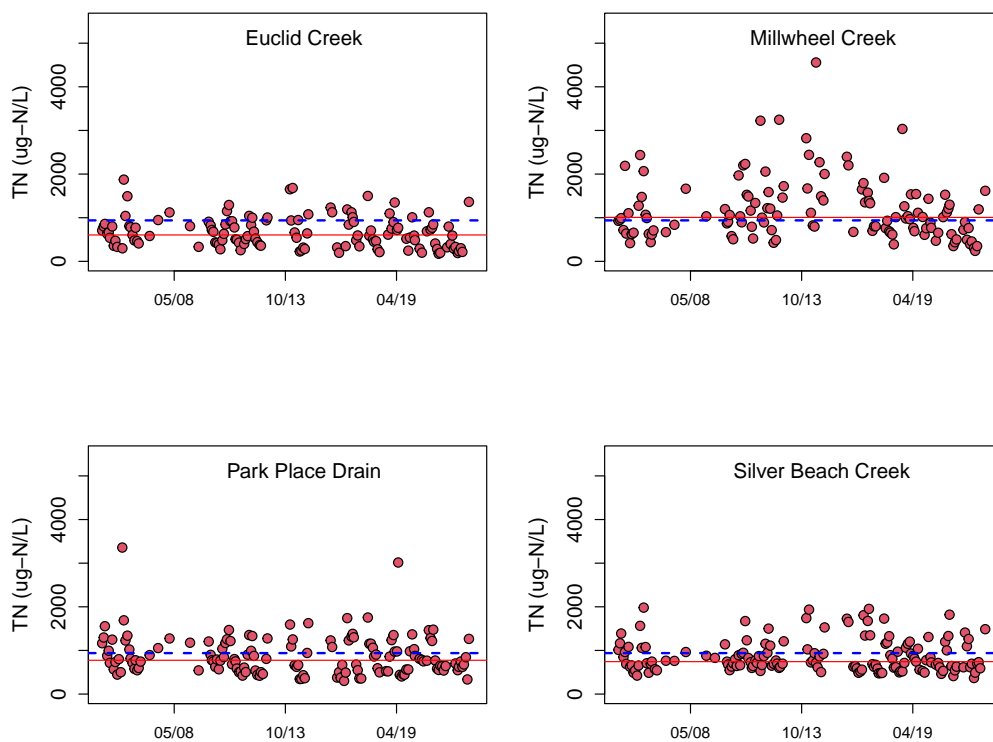 Euclid Creek
TN (ug−N/L)
4000
2000
0
05/08 10/13 04/19
Millwheel Creek
TN (ug−N/L)
4000
2000
0
05/08 10/13 04/19
Park Place Drain
TN (ug−N/L)
4000
2000
0
05/08 10/13 04/19
Silver Beach Creek
TN (ug−N/L)
4000
2000
0
05/08 10/13 04/19